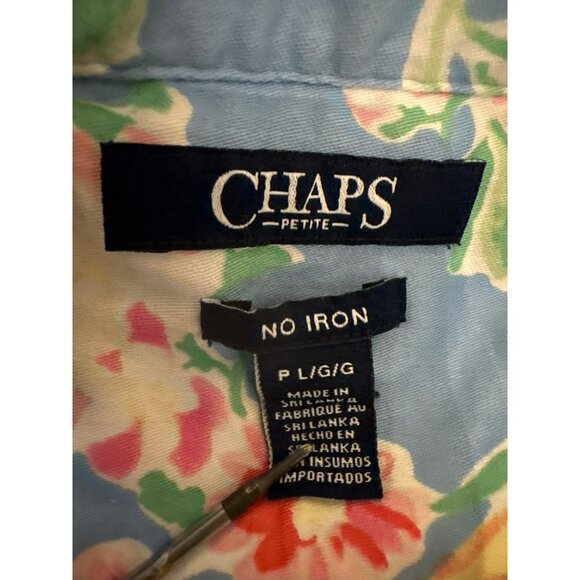 CHAPS
PETITE
NO IRON
P L/G/G
MADE IN
SRI LANKA
FABRIQUÉ AU
SRI LANKA
HECHO EN
SRI LANKA
INSUMOS
IMPORTADOS